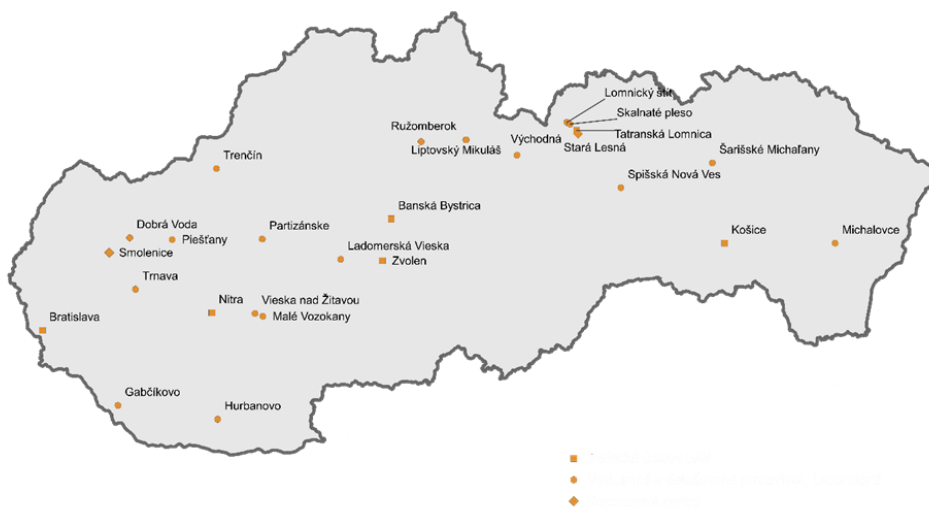 Lomnický štít
Skalnaté pleso
Ružomberok
Tatranská Lomnica
Východná
Liptovský Mikuláš
Stará Lesná
Trenčín
Šarišské Michaľany
Spišská Nová Ves
Banská Bystrica
Dobrá Voda
Partizánske
Piešťany
Košice
Michalovce
Ladomerská Vieska
Smolenice
Zvolen
Trnava
Nitra
Vieska nad Žitavou
Bratislava
Malé Vozokany
Gabčíkovo
Hurbanovo